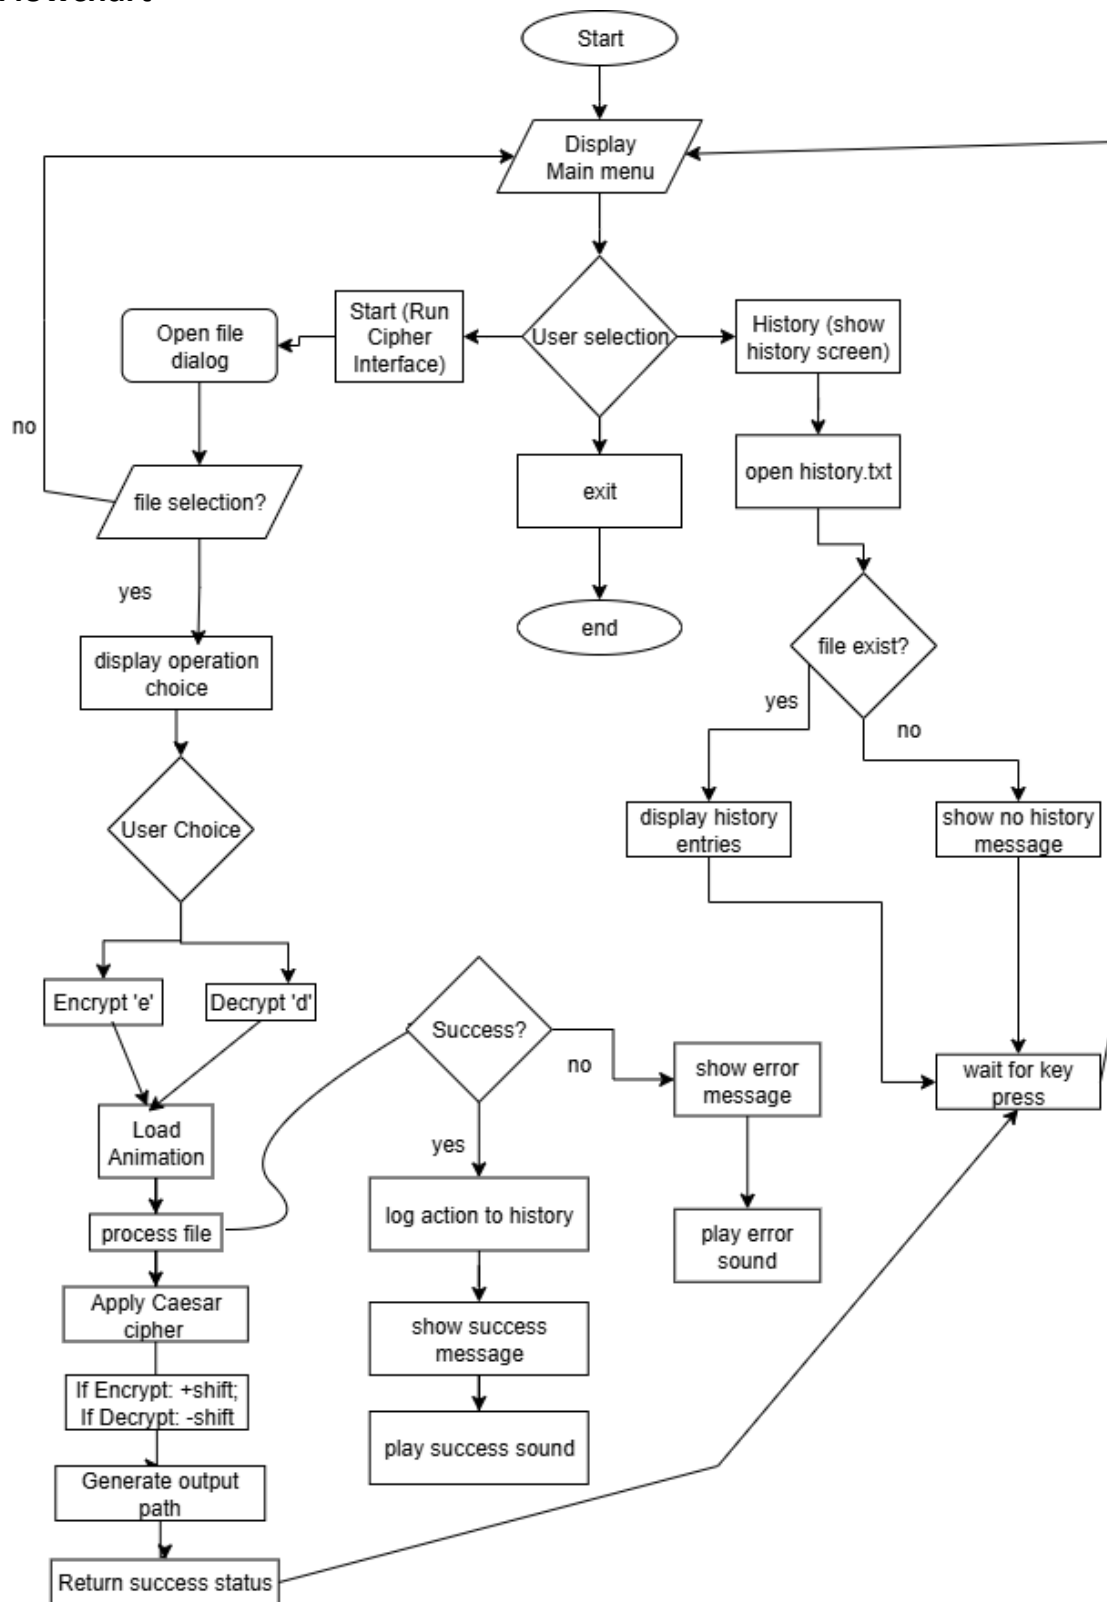 Flowchart
Start
Display
Main menu
User selection
Start (Run
Cipher
Interface)
Open file
dialog
History (show
history screen)
no
file selection?
exit
open history.txt
yes
end
file exist?
display operation
choice
yes
no
User Choice
display history
entries
show no history
message
Encrypt 'e'
Decrypt 'd'
Success?
no
show error
message
wait for key
press
Load
Animation
yes
process file
log action to history
play error
sound
Apply Caesar
cipher
show success
message
If Encrypt: +shift;
If Decrypt: -shift
play success sound
Generate output
path
Return success status